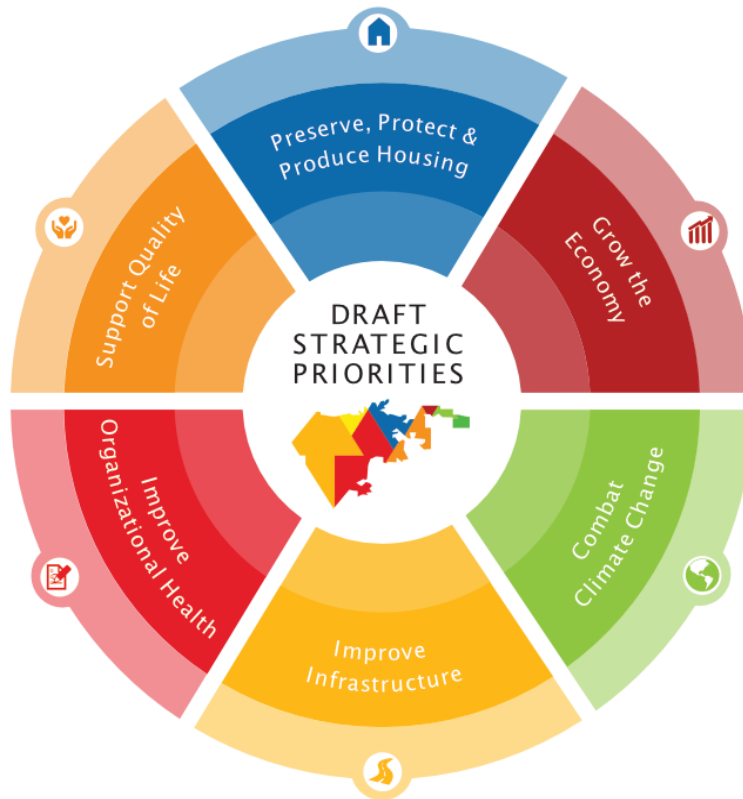 Preserve, Protect &
Produce Housing
Grow the
Economy
Combat
Climate Change
Improve
Infrastructure
Improve
Organizational Health
Support Quality
of Life
DRAFT
STRATEGIC
PRIORITIES